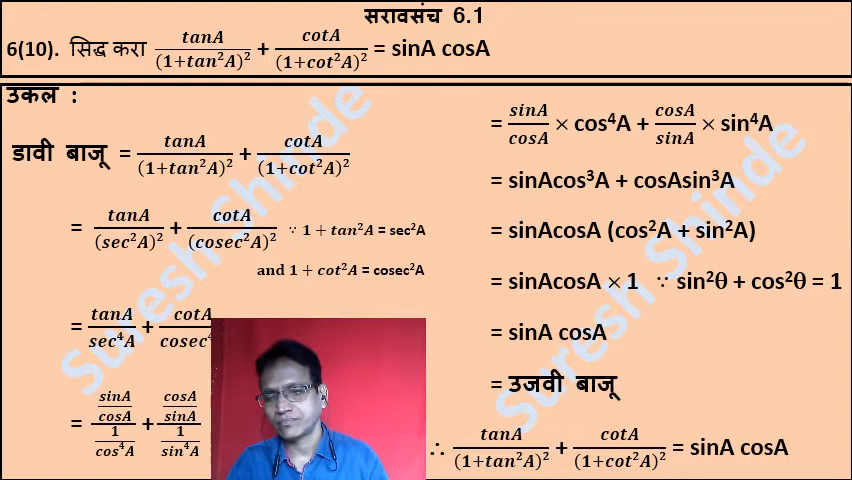 सरावसंच 6.1
6(10). सिद्ध करा tanA/(1+tan²A)² + cotA/(1+cot²A)² = sinA cosA
उकल :
डावी बाजू = tanA/(1+tan²A)² + cotA/(1+cot²A)²
= tanA/(sec²A)² + cotA/(cosec²A)² ∵ 1 + tan²A = sec²A
and 1 + cot²A = cosec²A
= tanA/sec⁴A + cotA/cosec⁴
= (sinA/cosA)/(1/cos⁴A) + (cosA/sinA)/(1/sin⁴A)
= sinA/cosA × cos⁴A + cosA/sinA × sin⁴A
= sinAcos³A + cosAsin³A
= sinAcosA (cos²A + sin²A)
= sinAcosA × 1 ∵ sin²θ + cos²θ = 1
= sinA cosA
= उजवी बाजू
∴ tanA/(1+tan²A)² + cotA/(1+cot²A)² = sinA cosA
Suresh Shinde
Suresh Shinde